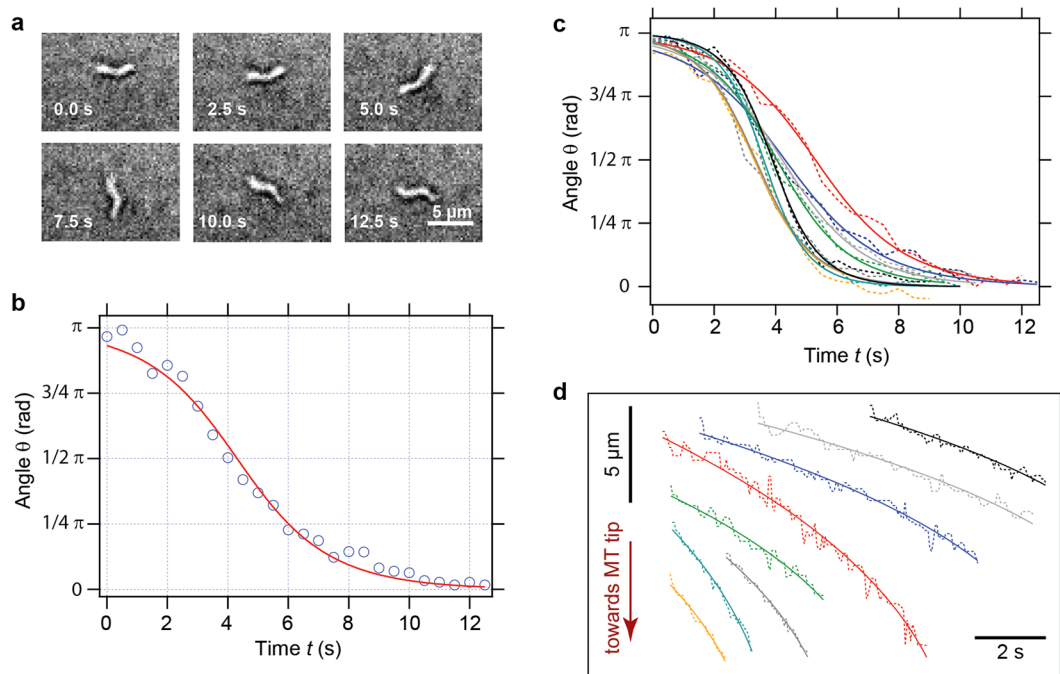 a
0.0 s
2.5 s
5.0 s
7.5 s
10.0 s
12.5 s
5 μm
b
Angle θ (rad)
π
3/4 π
1/2 π
1/4 π
0
0 2 4 6 8 10 12
Time t (s)
c
Angle θ (rad)
π
3/4 π
1/2 π
1/4 π
0
0 2 4 6 8 10 12
Time t (s)
d
5 μm
towards MT tip
2 s